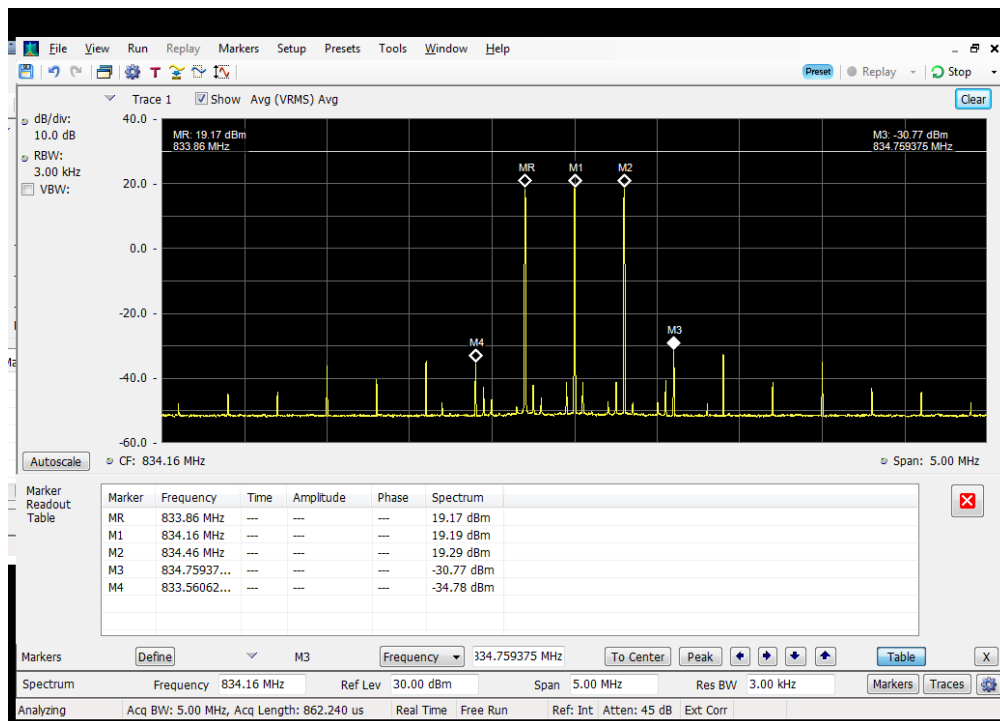 File View Run Replay Markers Setup Presets Tools Window Help
Preset Replay Stop
Trace 1 Show Avg (VRMS) Avg Clear
dB/div:
10.0 dB
RBW:
3.00 kHz
VBW:
40.0
20.0
0.0
-20.0
-40.0
-60.0
MR: 19.17 dBm
833.86 MHz
M3: -30.77 dBm
834.759375 MHz
MR M1 M2
M3
M4
Autoscale CF: 834.16 MHz Span: 5.00 MHz
Marker
Readout
Table
Marker Frequency Time Amplitude Phase Spectrum
MR 833.86 MHz --- --- --- 19.17 dBm
M1 834.16 MHz --- --- --- 19.19 dBm
M2 834.46 MHz --- --- --- 19.29 dBm
M3 834.75937... --- --- --- -30.77 dBm
M4 833.56062... --- --- --- -34.78 dBm
Markers Define M3 Frequency 334.759375 MHz To Center Peak Table X
Spectrum Frequency 834.16 MHz Ref Lev 30.00 dBm Span 5.00 MHz Res BW 3.00 kHz Markers Traces
Analyzing Acq BW: 5.00 MHz, Acq Length: 862.240 us Real Time Free Run Ref: Int Atten: 45 dB Ext Corr